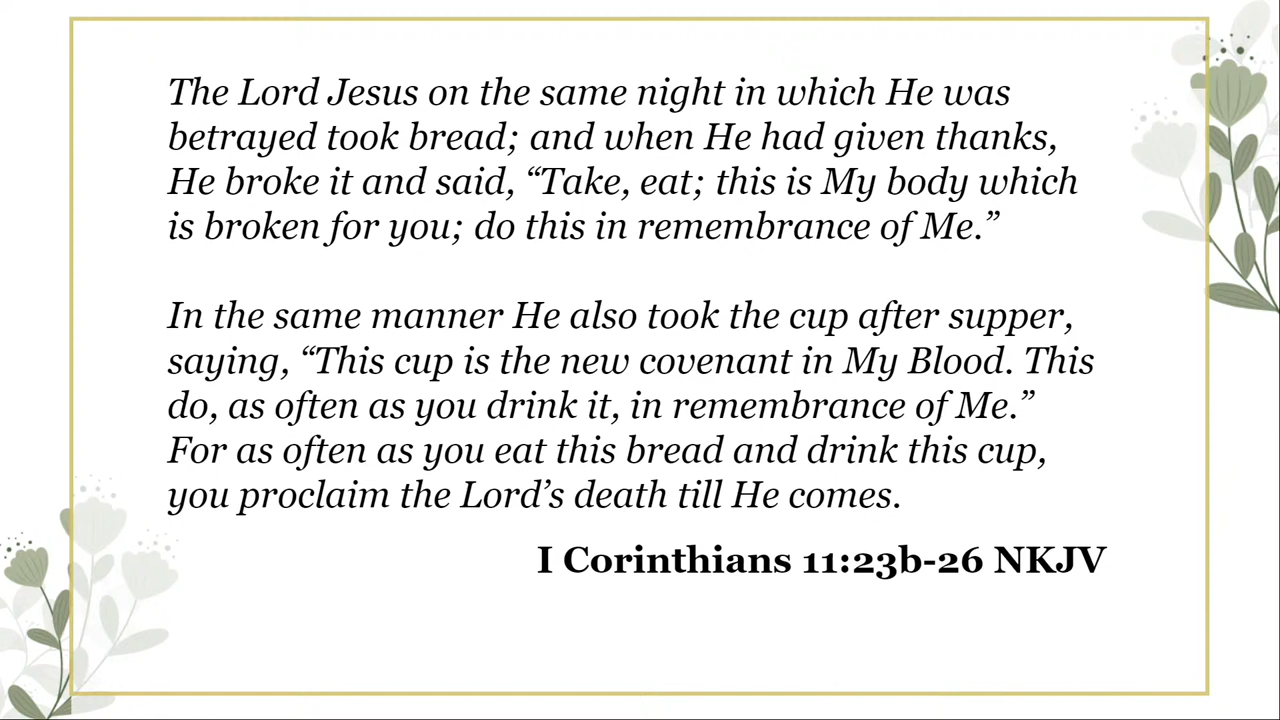 The Lord Jesus on the same night in which He was
betrayed took bread; and when He had given thanks,
He broke it and said, “Take, eat; this is My body which
is broken for you; do this in remembrance of Me.”
In the same manner He also took the cup after supper,
saying, “This cup is the new covenant in My Blood. This
do, as often as you drink it, in remembrance of Me.”
For as often as you eat this bread and drink this cup,
you proclaim the Lord’s death till He comes.
I Corinthians 11:23b-26 NKJV